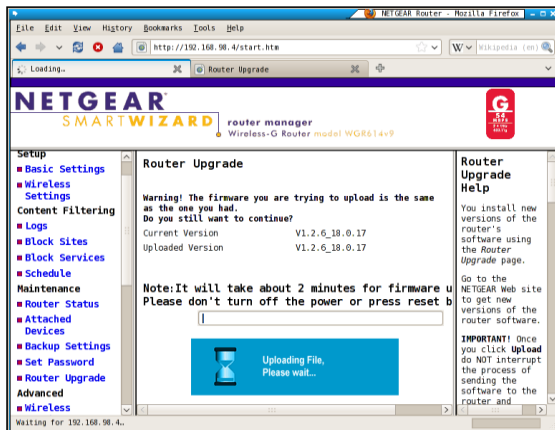 NETGEAR Router - Mozilla Firefox
File Edit View History Bookmarks Tools Help
http://192.168.98.4/start.htm
W Wikipedia (en)
Loading…
Router Upgrade
NETGEAR
SMARTWIZARD router manager
Wireless-G Router model WGR614v9
G
54
Setup
Basic Settings
Wireless
Settings
Content Filtering
Logs
Block Sites
Block Services
Schedule
Maintenance
Router Status
Attached
Devices
Backup Settings
Set Password
Router Upgrade
Advanced
Wireless
Router Upgrade
Warning! The firmware you are trying to upload is the same
as the one you had.
Do you still want to continue?
Current Version V1.2.6_18.0.17
Uploaded Version V1.2.6_18.0.17
Note:It will take about 2 minutes for firmware u
Please don't turn off the power or press reset b
Uploading File,
Please wait...
Router
Upgrade
Help
You install new
versions of the
router's
software using
the Router
Upgrade page.
Go to the
NETGEAR Web site
to get new
versions of the
router software.
IMPORTANT! Once
you click Upload
do NOT interrupt
the process of
sending the
software to the
router and
Waiting for 192.168.98.4…